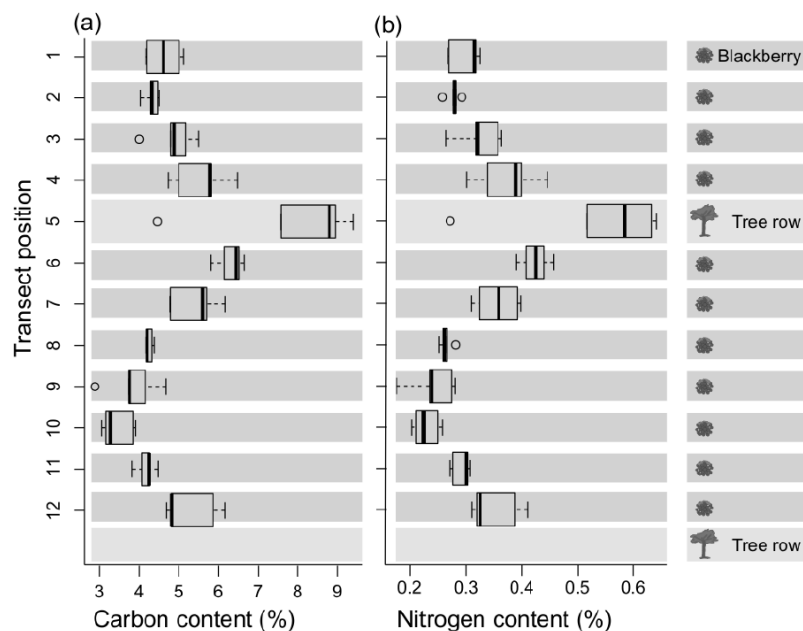 (a)
(b)
Transect position
1
2
3
4
5
6
7
8
9
10
11
12
Blackberry
Tree row
Tree row
3 4 5 6 7 8 9
0.2 0.3 0.4 0.5 0.6
Carbon content (%)
Nitrogen content (%)